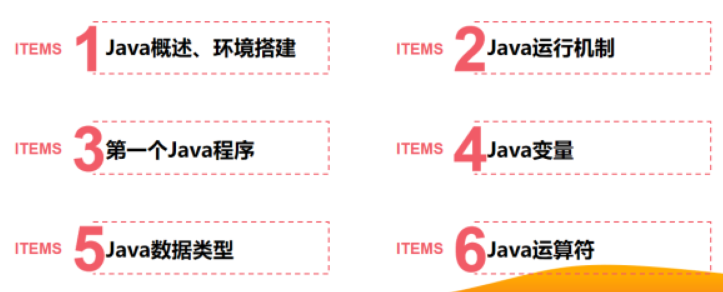 ITEMS 1 Java概述、环境搭建
ITEMS 2 Java运行机制
ITEMS 3 第一个Java程序
ITEMS 4 Java变量
ITEMS 5 Java数据类型
ITEMS 6 Java运算符